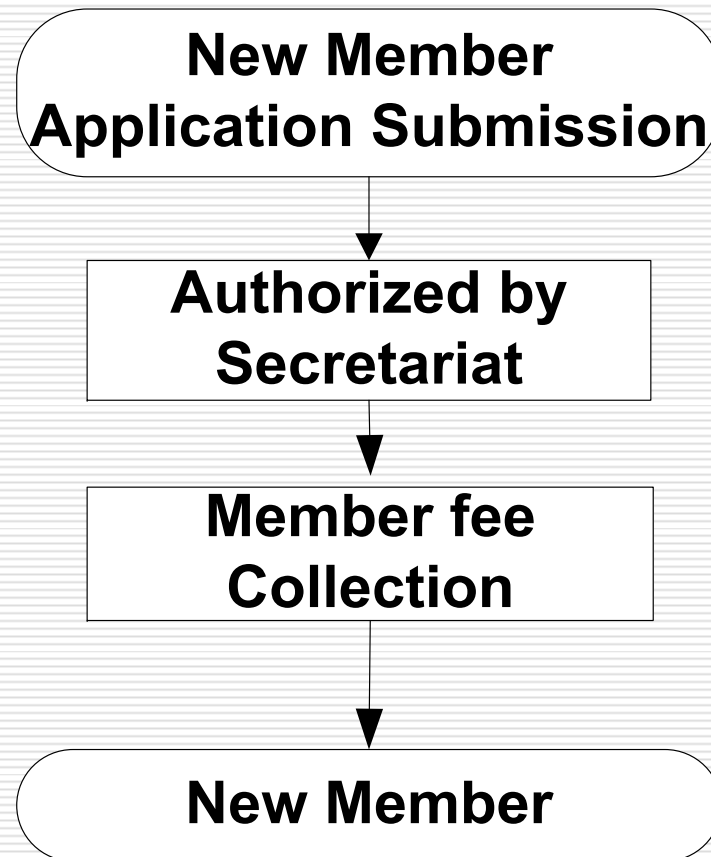 New Member
Application Submission
Authorized by
Secretariat
Member fee
Collection
New Member